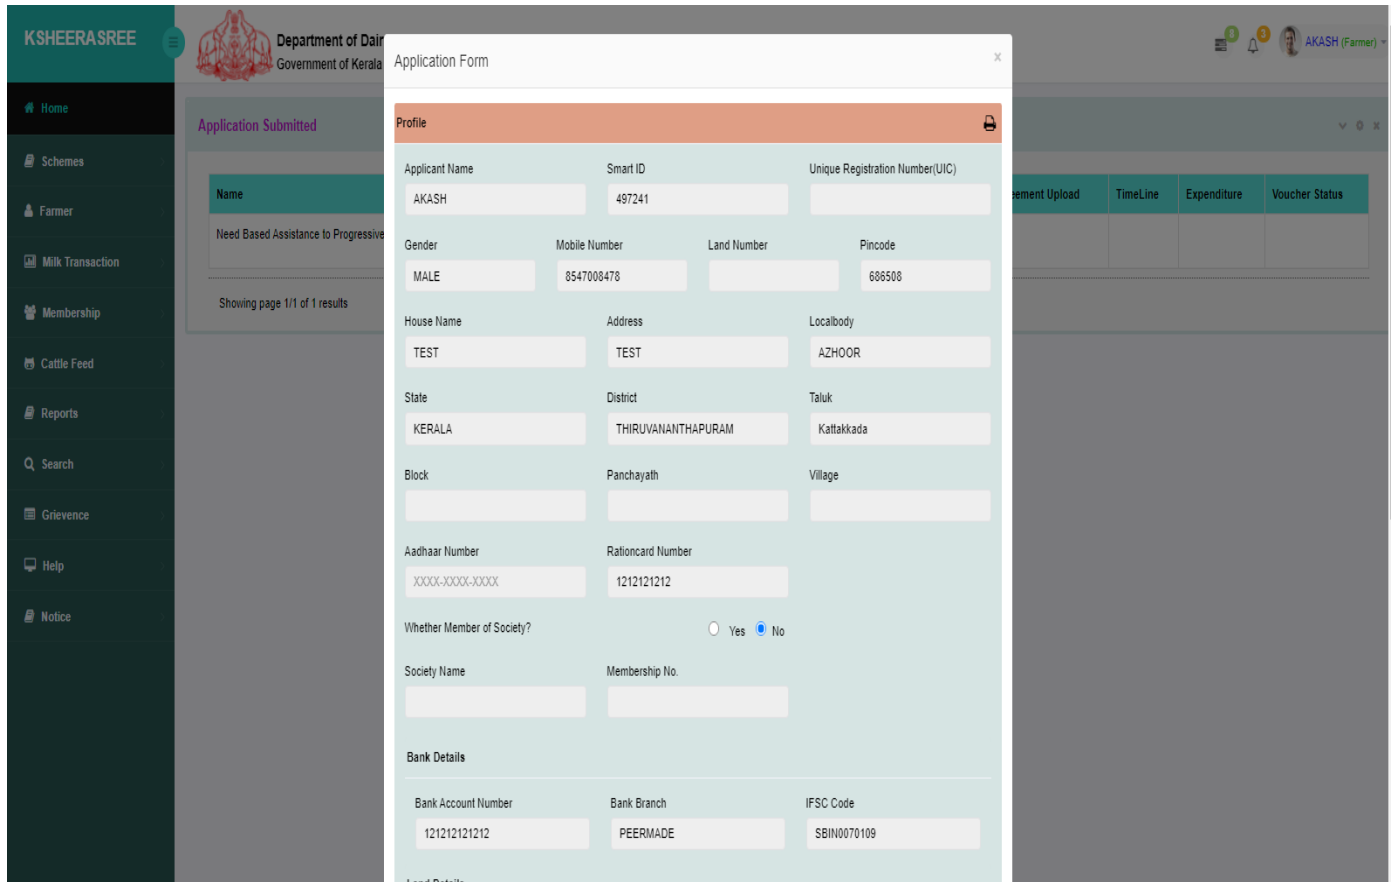 KSHEERASREE
Department of Dair
Government of Kerala
8
3
AKASH (Farmer)
Home
Schemes
Farmer
Milk Transaction
Membership
Cattle Feed
Reports
Search
Grievence
Help
Notice
Application Submitted
Name
eement Upload
TimeLine
Expenditure
Voucher Status
Need Based Assistance to Progressive
Showing page 1/1 of 1 results
Application Form
x
Profile
Applicant Name
Smart ID
Unique Registration Number(UIC)
AKASH
497241
Gender
Mobile Number
Land Number
Pincode
MALE
8547008478
686508
House Name
Address
Localbody
TEST
TEST
AZHOOR
State
District
Taluk
KERALA
THIRUVANANTHAPURAM
Kattakkada
Block
Panchayath
Village
Aadhaar Number
Rationcard Number
XXXX-XXXX-XXXX
1212121212
Whether Member of Society?
Yes
No
Society Name
Membership No.
Bank Details
Bank Account Number
Bank Branch
IFSC Code
121212121212
PEERMADE
SBIN0070109
Land Details